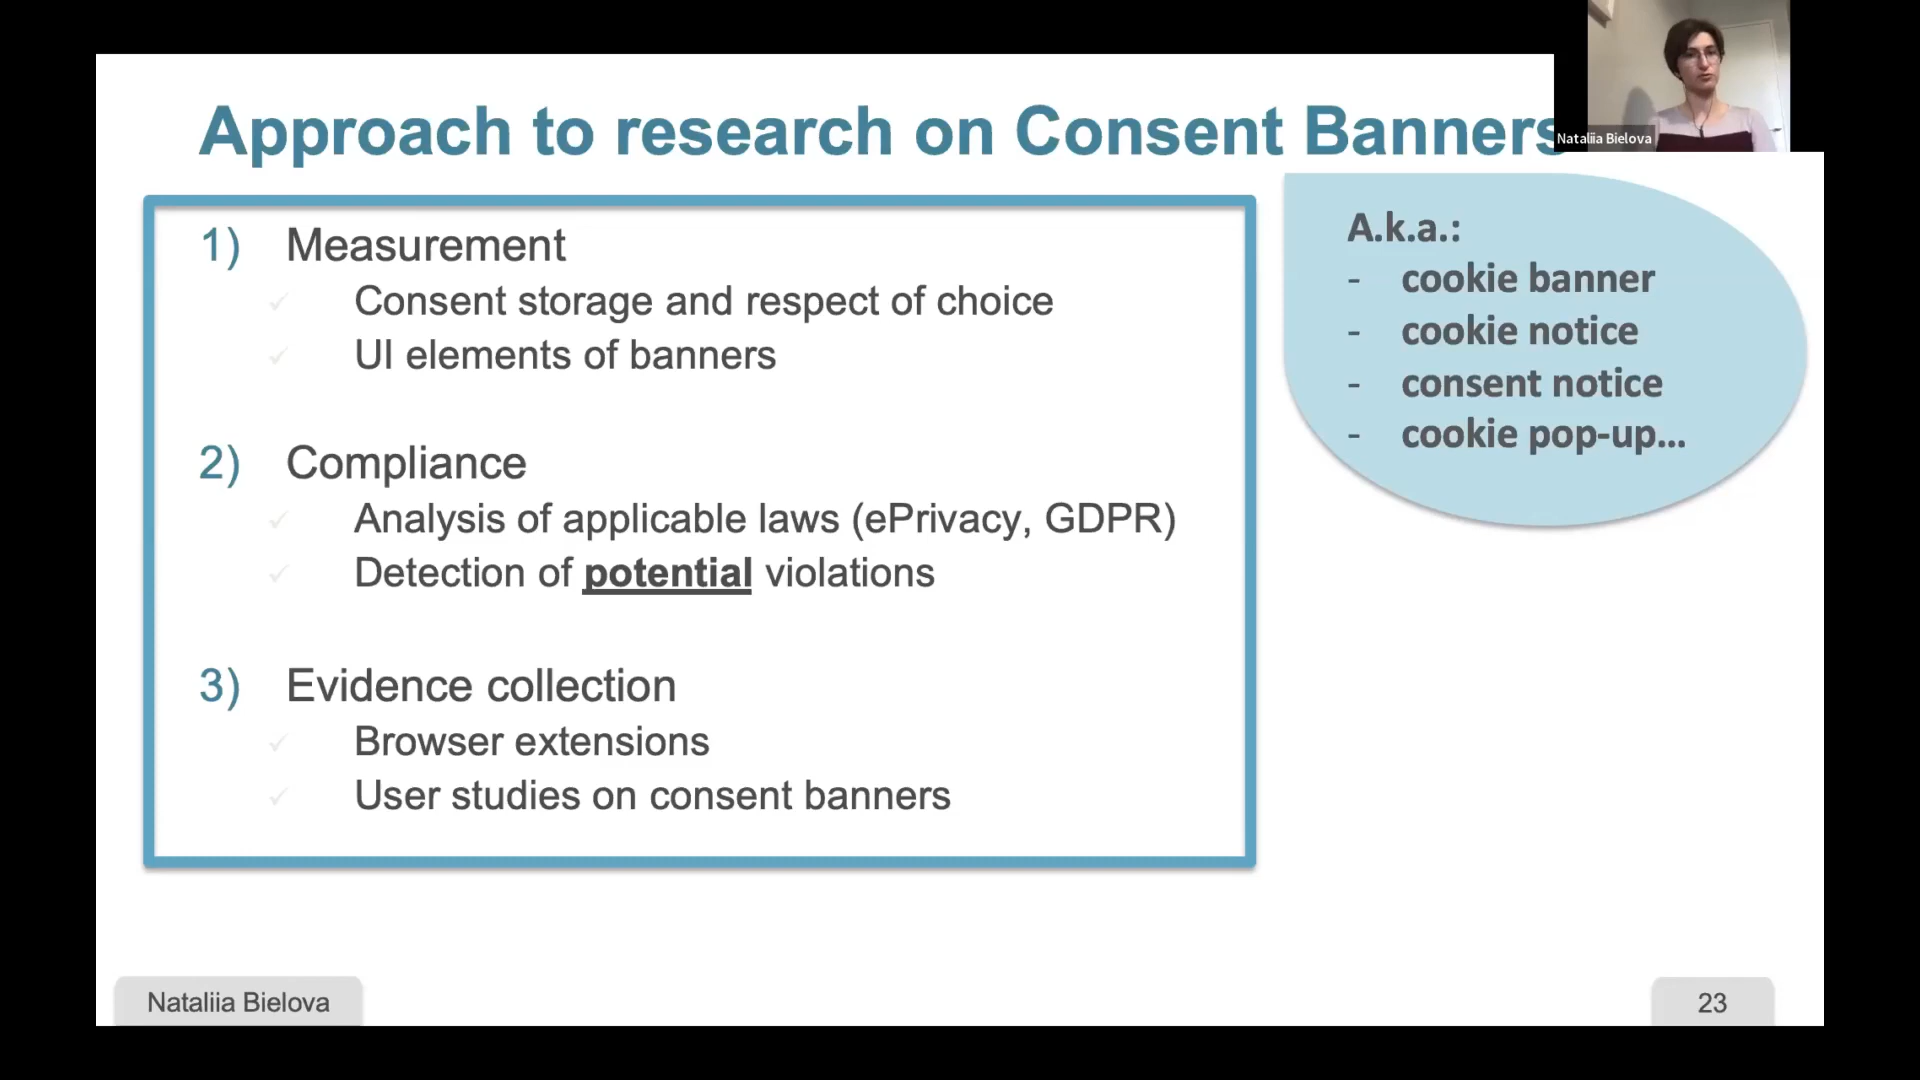 Approach to research on Consent Banners
Nataliia Bielova
1) Measurement
✓ Consent storage and respect of choice
✓ UI elements of banners
2) Compliance
✓ Analysis of applicable laws (ePrivacy, GDPR)
✓ Detection of potential violations
3) Evidence collection
✓ Browser extensions
✓ User studies on consent banners
A.k.a.:
- cookie banner
- cookie notice
- consent notice
- cookie pop-up...
Nataliia Bielova
23